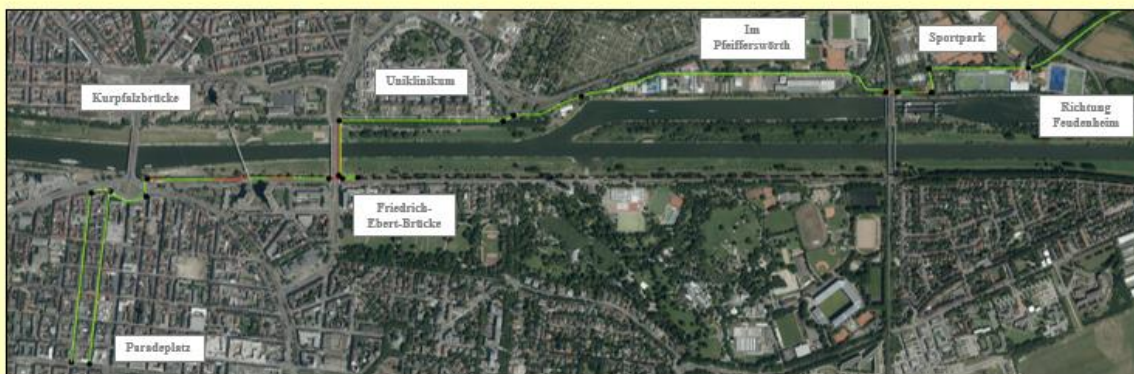 Im
Pfeifferswörth
Sportpark
Uniklinikum
Kurpfalzbrücke
Richtung
Feudenheim
Friedrich-
Ebert-Brücke
Paradeplatz